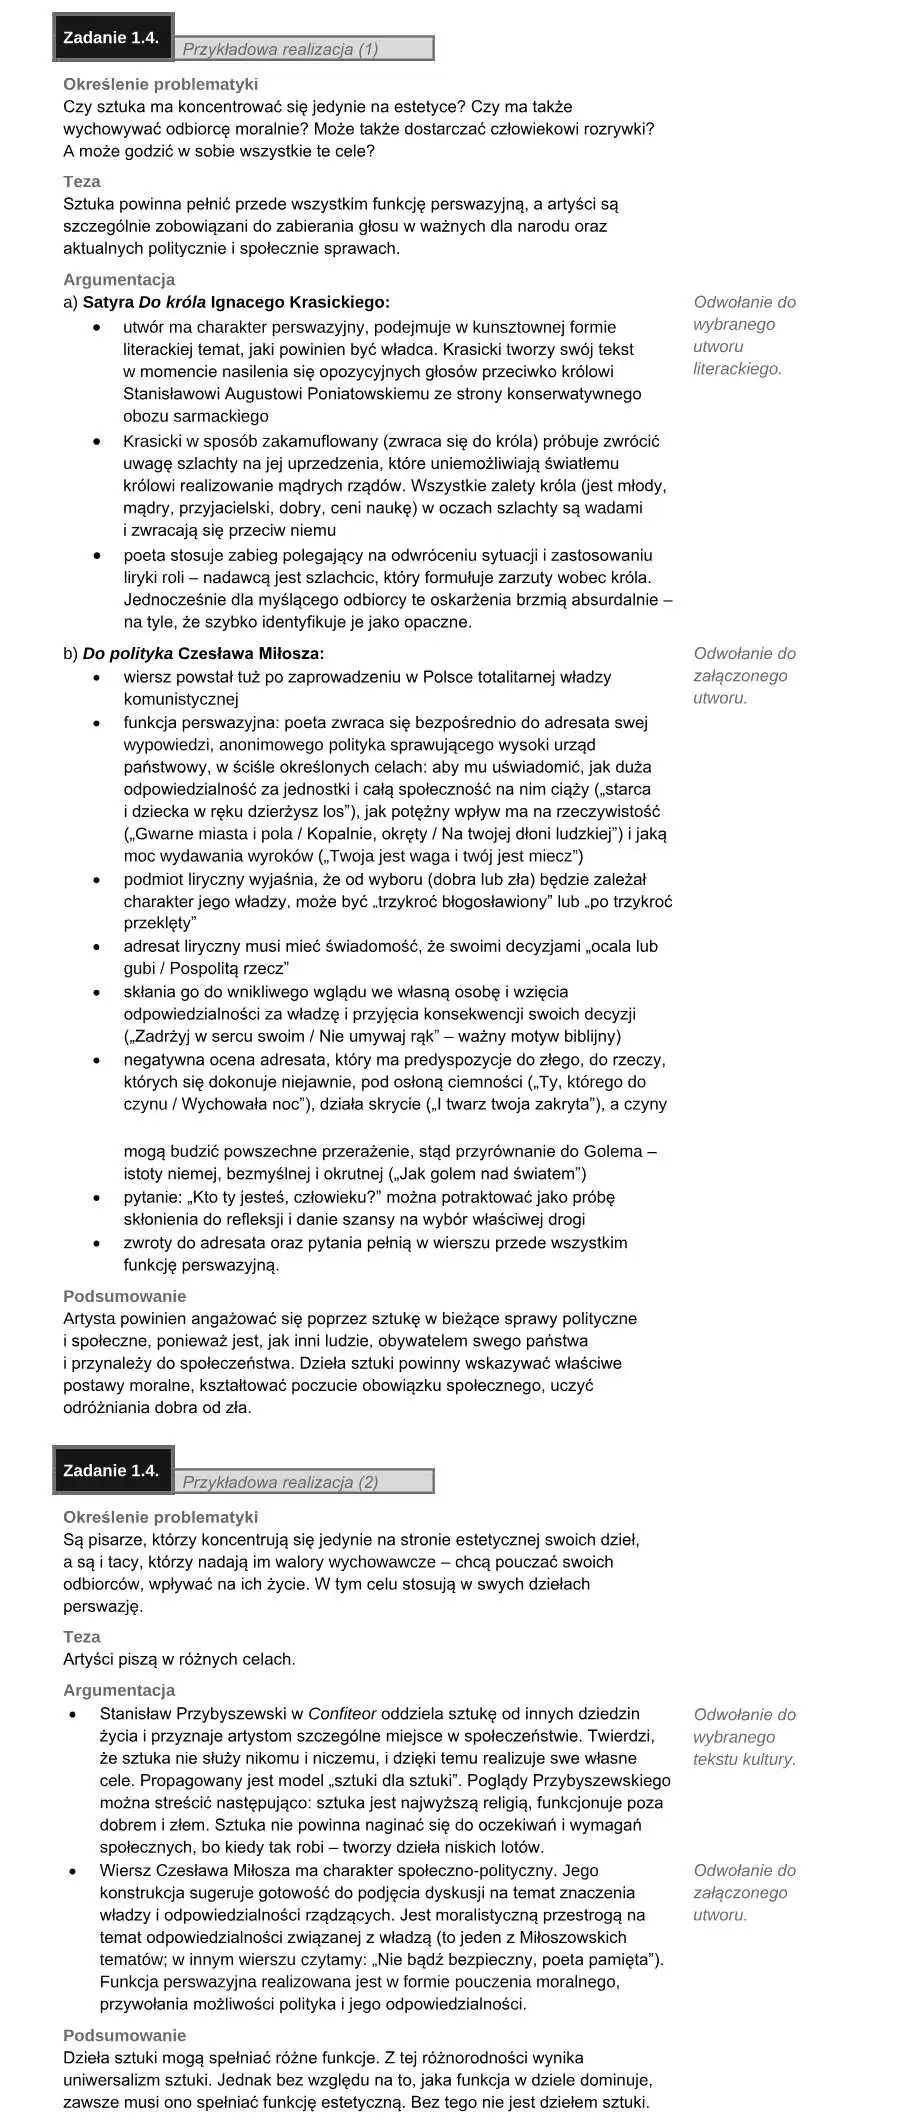 Zadanie 1.4.
Przykładowa realizacja (1)
Określenie problematyki
Czy sztuka ma koncentrować się jedynie na estetyce? Czy ma także
wychowywać odbiorcę moralnie? Może także dostarczać człowiekowi rozrywki?
A może godzić w sobie wszystkie te cele?
Teza
Sztuka powinna pełnić przede wszystkim funkcję perswazyjną, a artyści są
szczególnie zobowiązani do zabierania głosu w ważnych dla narodu oraz
aktualnych politycznie i społecznie sprawach.
Argumentacja
a) Satyra Do króla Ignacego Krasickiego:
• utwór ma charakter perswazyjny, podejmuje w kunsztownej formie
literackiej temat, jaki powinien być władca. Krasicki tworzy swój tekst
w momencie nasilenia się opozycyjnych głosów przeciwko królowi
Stanisławowi Augustowi Poniatowskiemu ze strony konserwatywnego
obozu sarmackiego
• Krasicki w sposób zakamuflowany (zwraca się do króla) próbuje zwrócić
uwagę szlachty na jej uprzedzenia, które uniemożliwiają światłemu
królowi realizowanie mądrych rządów. Wszystkie zalety króla (jest młody,
mądry, przyjacielski, dobry, ceni naukę) w oczach szlachty są wadami
i zwracają się przeciw niemu
• poeta stosuje zabieg polegający na odwróceniu sytuacji i zastosowaniu
liryki roli – nadawcą jest szlachcic, który formułuje zarzuty wobec króla.
Jednocześnie dla myślącego odbiorcy te oskarżenia brzmią absurdalnie –
na tyle, że szybko identyfikuje je jako opaczne.
Odwołanie do
wybranego
utworu
literackiego.
b) Do polityka Czesława Miłosza:
• wiersz powstał tuż po zaprowadzeniu w Polsce totalitarnej władzy
komunistycznej
• funkcja perswazyjna: poeta zwraca się bezpośrednio do adresata swej
wypowiedzi, anonimowego polityka sprawującego wysoki urząd
państwowy, w ściśle określonych celach: aby mu uświadomić, jak duża
odpowiedzialność za jednostki i całą społeczność na nim ciąży („starca
i dziecka w ręku dzierżysz los”), jak potężny wpływ ma na rzeczywistość
(„Gwarne miasta i pola / Kopalnie, okręty / Na twojej dłoni ludzkiej”) i jaką
moc wydawania wyroków („Twoja jest waga i twój jest miecz”)
• podmiot liryczny wyjaśnia, że od wyboru (dobra lub zła) będzie zależał
charakter jego władzy, może być „trzykroć błogosławiony” lub „po trzykroć
przeklęty”
• adresat liryczny musi mieć świadomość, że swoimi decyzjami „ocala lub
gubi / Pospolitą rzecz”
• skłania go do wnikliwego wglądu we własną osobę i wzięcia
odpowiedzialności za władzę i przyjęcia konsekwencji swoich decyzji
(„Zadrżyj w sercu swoim / Nie umywaj rąk” – ważny motyw biblijny)
• negatywna ocena adresata, który ma predyspozycje do złego, do rzeczy,
których się dokonuje niejawnie, pod osłoną ciemności („Ty, którego do
czynu / Wychowała noc”), działa skrycie („I twarz twoja zakryta”), a czyny
mogą budzić powszechne przerażenie, stąd przyrównanie do Golema –
istoty niemej, bezmyślnej i okrutnej („Jak golem nad światem”)
• pytanie: „Kto ty jesteś, człowieku?” można potraktować jako próbę
skłonienia do refleksji i danie szansy na wybór właściwej drogi
• zwroty do adresata oraz pytania pełnią w wierszu przede wszystkim
funkcję perswazyjną.
Odwołanie do
załączonego
utworu.
Podsumowanie
Artysta powinien angażować się poprzez sztukę w bieżące sprawy polityczne
i społeczne, ponieważ jest, jak inni ludzie, obywatelem swego państwa
i przynależy do społeczeństwa. Dzieła sztuki powinny wskazywać właściwe
postawy moralne, kształtować poczucie obowiązku społecznego, uczyć
odróżniania dobra od zła.
Zadanie 1.4.
Przykładowa realizacja (2)
Określenie problematyki
Są pisarze, którzy koncentrują się jedynie na stronie estetycznej swoich dzieł,
a są i tacy, którzy nadają im walory wychowawcze – chcą pouczać swoich
odbiorców, wpływać na ich życie. W tym celu stosują w swych dziełach
perswazję.
Teza
Artyści piszą w różnych celach.
Argumentacja
• Stanisław Przybyszewski w Confiteor oddziela sztukę od innych dziedzin
życia i przyznaje artystom szczególne miejsce w społeczeństwie. Twierdzi,
że sztuka nie służy nikomu i niczemu, i dzięki temu realizuje swe własne
cele. Propagowany jest model „sztuki dla sztuki”. Poglądy Przybyszewskiego
można streścić następująco: sztuka jest najwyższą religią, funkcjonuje poza
dobrem i złem. Sztuka nie powinna naginać się do oczekiwań i wymagań
społecznych, bo kiedy tak robi – tworzy dzieła niskich lotów.
Odwołanie do
wybranego
tekstu kultury.
• Wiersz Czesława Miłosza ma charakter społeczno-polityczny. Jego
konstrukcja sugeruje gotowość do podjęcia dyskusji na temat znaczenia
władzy i odpowiedzialności rządzących. Jest moralistyczną przestrogą na
temat odpowiedzialności związanej z władzą (to jeden z Miłoszowskich
tematów; w innym wierszu czytamy: „Nie bądź bezpieczny, poeta pamięta”).
Funkcja perswazyjna realizowana jest w formie pouczenia moralnego,
przywołania możliwości polityka i jego odpowiedzialności.
Odwołanie do
załączonego
utworu.
Podsumowanie
Dzieła sztuki mogą spełniać różne funkcje. Z tej różnorodności wynika
uniwersalizm sztuki. Jednak bez względu na to, jaka funkcja w dziele dominuje,
zawsze musi ono spełniać funkcję estetyczną. Bez tego nie jest dziełem sztuki.